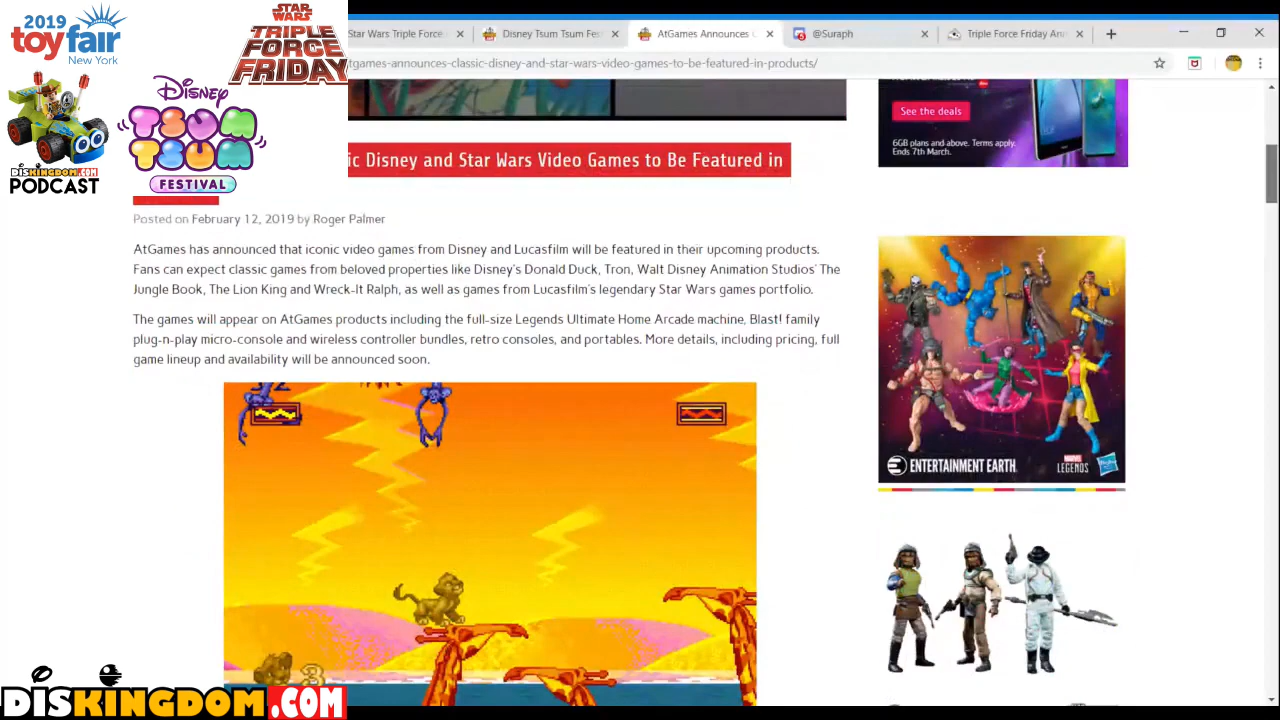 2019
toyfair
New York
STAR WARS
TRIPLE
FORCE
FRIDAY
Star Wars Triple Force
Disney Tsum Tsum Fes
AtGames Announces C
@Suraph
Triple Force Friday Ann
tgames-announces-classic-disney-and-star-wars-video-games-to-be-featured-in-products/
Disney
TSUM
TSUM
FESTIVAL
DISKINGDOM.COM
PODCAST
See the deals
6GB plans and above. Terms apply.
Ends 7th March.
ic Disney and Star Wars Video Games to Be Featured in
Posted on February 12, 2019 by Roger Palmer
AtGames has announced that iconic video games from Disney and Lucasfilm will be featured in their upcoming products.
Fans can expect classic games from beloved properties like Disney's Donald Duck, Tron, Walt Disney Animation Studios' The
Jungle Book, The Lion King and Wreck-It Ralph, as well as games from Lucasfilm's legendary Star Wars games portfolio.
The games will appear on AtGames products including the full-size Legends Ultimate Home Arcade machine, Blast! family
plug-n-play micro-console and wireless controller bundles, retro consoles, and portables. More details, including pricing, full
game lineup and availability will be announced soon.
ENTERTAINMENT EARTH
MARVEL
LEGENDS
Hasbro
3
DISKINGDOM.COM